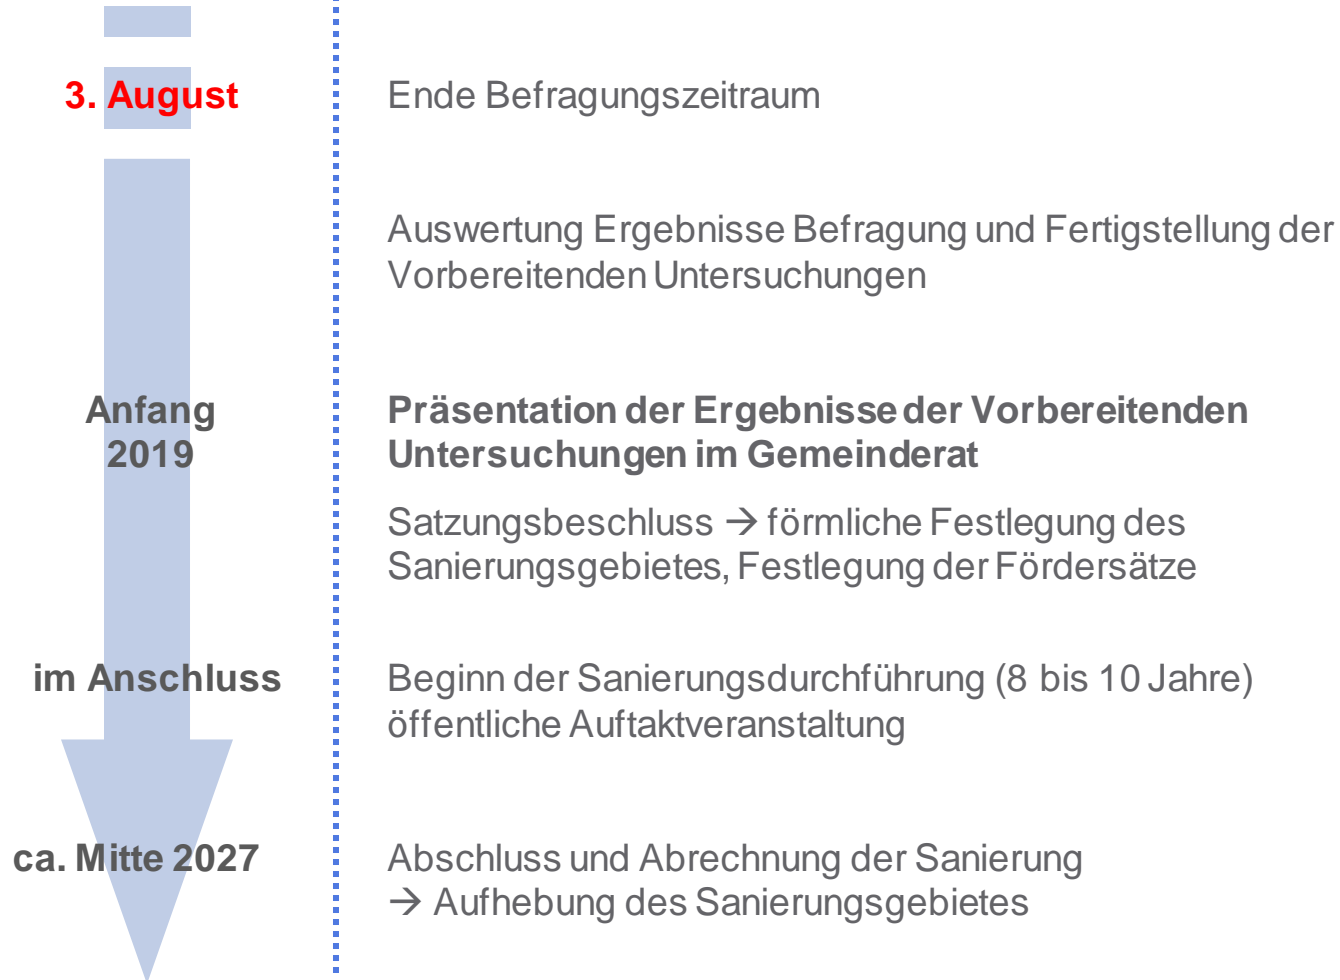 3. August
Ende Befragungszeitraum
Auswertung Ergebnisse Befragung und Fertigstellung der
Vorbereitenden Untersuchungen
Anfang
2019
Präsentation der Ergebnisse der Vorbereitenden
Untersuchungen im Gemeinderat
Satzungsbeschluss → förmliche Festlegung des
Sanierungsgebietes, Festlegung der Fördersätze
im Anschluss
Beginn der Sanierungsdurchführung (8 bis 10 Jahre)
öffentliche Auftaktveranstaltung
ca. Mitte 2027
Abschluss und Abrechnung der Sanierung
→ Aufhebung des Sanierungsgebietes